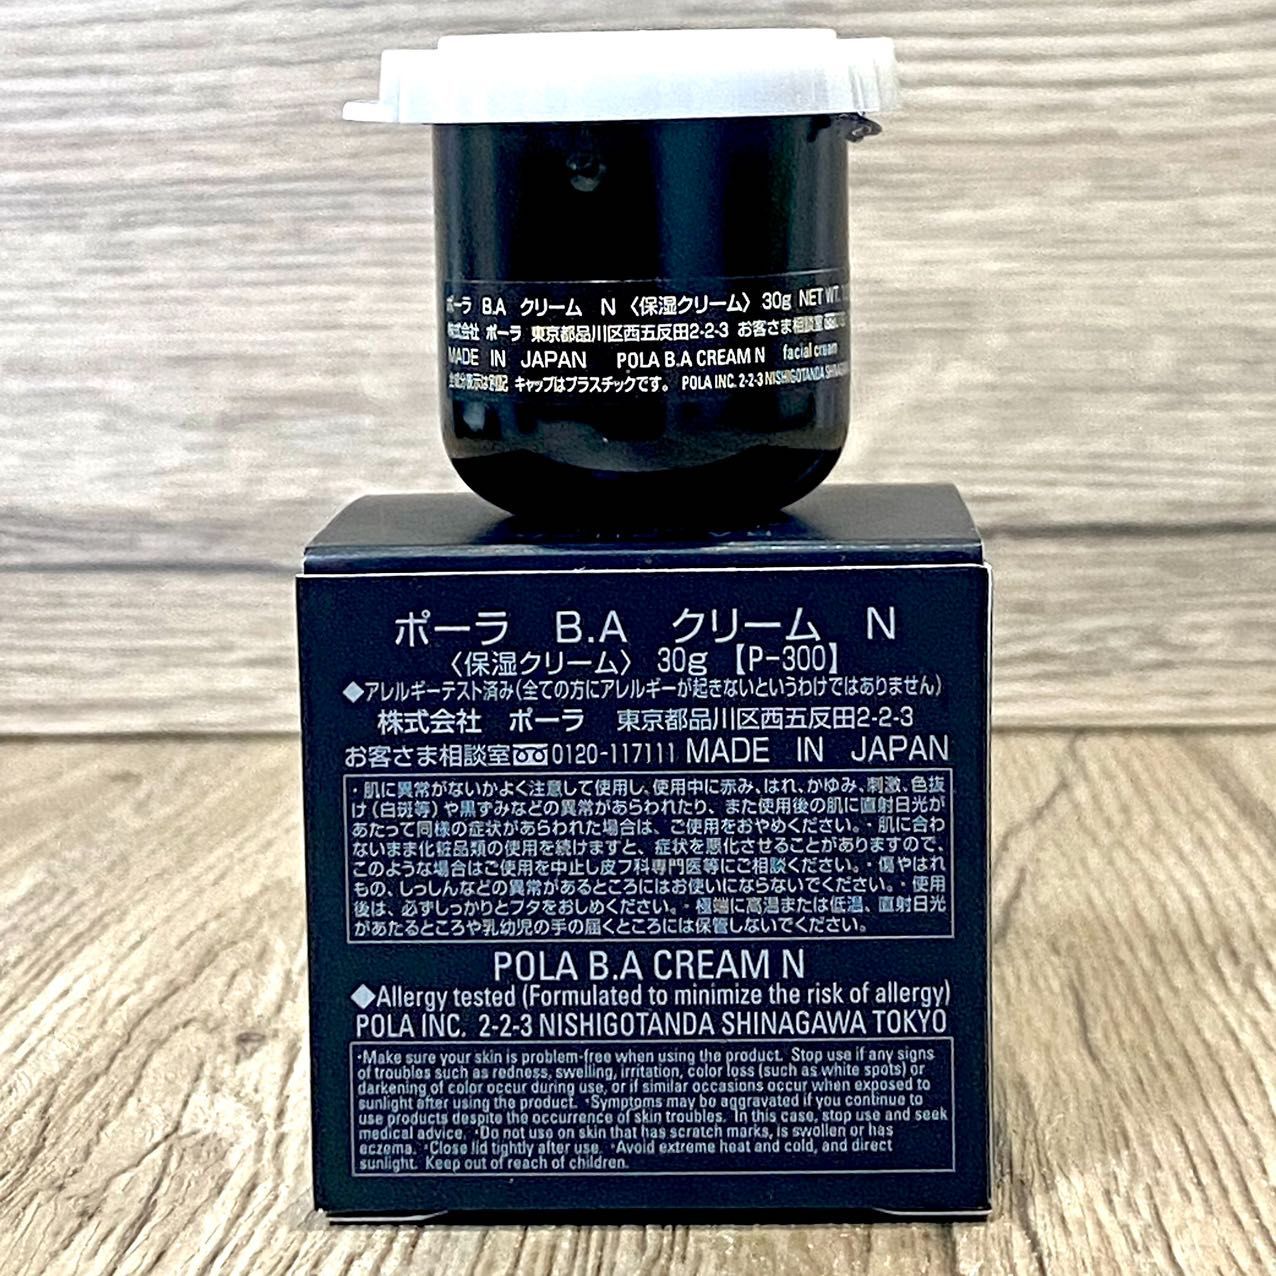 ポーラ B.A クリーム N 〈保湿クリーム〉 30g NET WT.
株式会社 ポーラ 東京都品川区西五反田2-2-3 お客さま相談室
MADE IN JAPAN POLA B.A CREAM N facial cream
全成分表示は別記 キャップはプラスチックです。 POLA INC. 2-2-3 NISHIGOTANDA
ポーラ B.A クリーム N
〈保湿クリーム〉 30g 【P-300】
◆アレルギーテスト済み(全ての方にアレルギーが起きないというわけではありません)
株式会社 ポーラ 東京都品川区西五反田2-2-3
お客さま相談室 0120-117111 MADE IN JAPAN
・肌に異常がないかよく注意して使用し、使用中に赤み、はれ、かゆみ、刺激、色抜
け(白斑等)や黒ずみなどの異常があらわれたり、また使用後の肌に直射日光が
あたって同様の症状があらわれた場合は、ご使用をおやめください。・肌に合わ
ないまま化粧品類の使用を続けますと、症状を悪化させることがありますので、
このような場合はご使用を中止し皮フ科専門医等にご相談ください。・傷やはれ
もの、しっしんなどの異常があるところにはお使いにならないでください。・使用
後は、必ずしっかりとフタをおしめください。・極端に高温または低温、直射日光
があたるところや乳幼児の手の届くところには保管しないでください。
POLA B.A CREAM N
◆Allergy tested (Formulated to minimize the risk of allergy)
POLA INC. 2-2-3 NISHIGOTANDA SHINAGAWA TOKYO
・Make sure your skin is problem-free when using the product. Stop use if any signs
of troubles such as redness, swelling, irritation, color loss (such as white spots) or
darkening of color occur during use, or if similar occasions occur when exposed to
sunlight after using the product. ・Symptoms may be aggravated if you continue to
use products despite the occurrence of skin troubles. In this case, stop use and seek
medical advice. ・Do not use on skin that has scratch marks, is swollen or has
eczema. ・Close lid tightly after use. ・Avoid extreme heat and cold, and direct
sunlight. Keep out of reach of children.